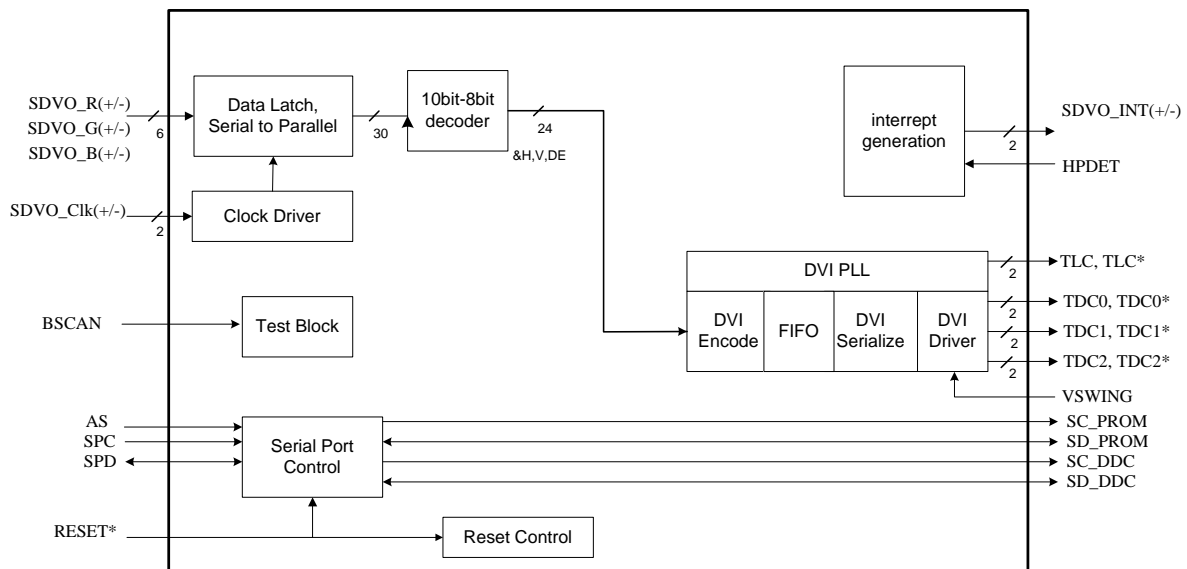 SDVO_R(+/-)
SDVO_G(+/-)
SDVO_B(+/-)
6
Data Latch,
Serial to Parallel
30
10bit-8bit
decoder
24
&H,V,DE
interrept
generation
2
SDVO_INT(+/-)
HPDET
SDVO_Clk(+/-)
2
Clock Driver
DVI PLL
2
TLC, TLC*
DVI
Encode
FIFO
DVI
Serialize
DVI
Driver
2
TDC0, TDC0*
2
TDC1, TDC1*
2
TDC2, TDC2*
VSWING
BSCAN
Test Block
AS
SPC
SPD
Serial Port
Control
SC_PROM
SD_PROM
SC_DDC
SD_DDC
RESET*
Reset Control